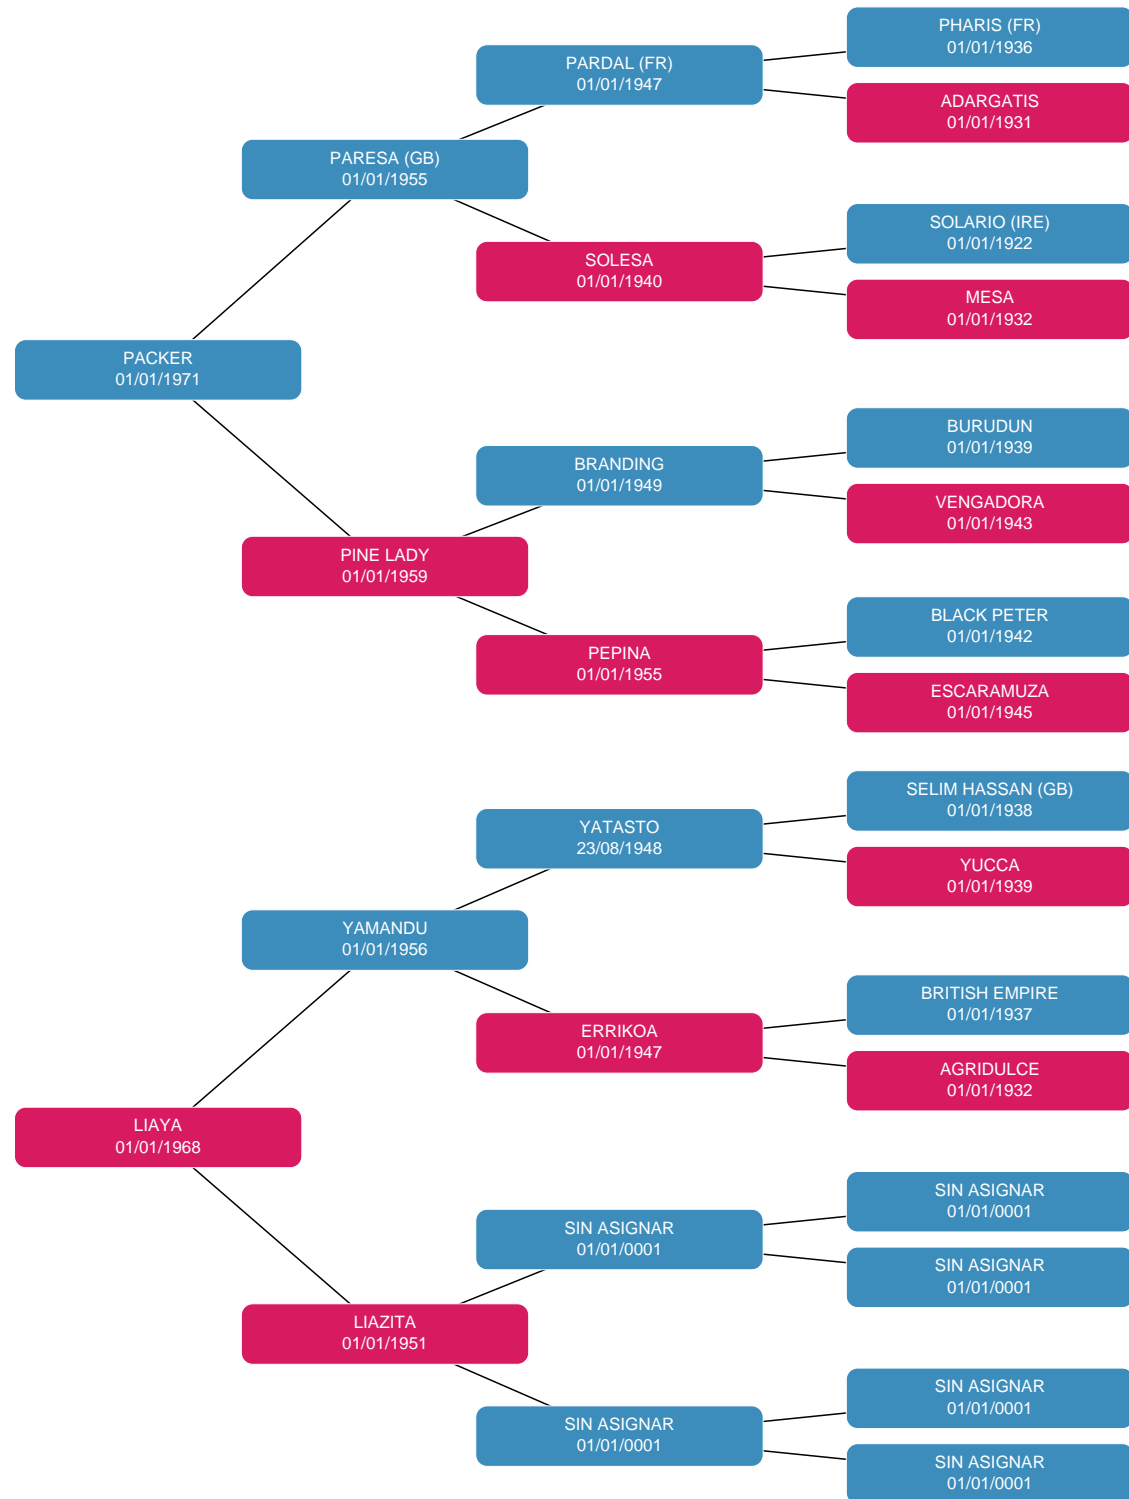 PHARIS (FR)
01/01/1936
PARDAL (FR)
01/01/1947
ADARGATIS
01/01/1931
PARESA (GB)
01/01/1955
SOLARIO (IRE)
01/01/1922
SOLESA
01/01/1940
MESA
01/01/1932
PACKER
01/01/1971
BURUDUN
01/01/1939
BRANDING
01/01/1949
VENGADORA
01/01/1943
PINE LADY
01/01/1959
BLACK PETER
01/01/1942
PEPINA
01/01/1955
ESCARAMUZA
01/01/1945
SELIM HASSAN (GB)
01/01/1938
YATASTO
23/08/1948
YUCCA
01/01/1939
YAMANDU
01/01/1956
BRITISH EMPIRE
01/01/1937
ERRIKOA
01/01/1947
AGRIDULCE
01/01/1932
LIAYA
01/01/1968
SIN ASIGNAR
01/01/0001
SIN ASIGNAR
01/01/0001
SIN ASIGNAR
01/01/0001
LIAZITA
01/01/1951
SIN ASIGNAR
01/01/0001
SIN ASIGNAR
01/01/0001
SIN ASIGNAR
01/01/0001